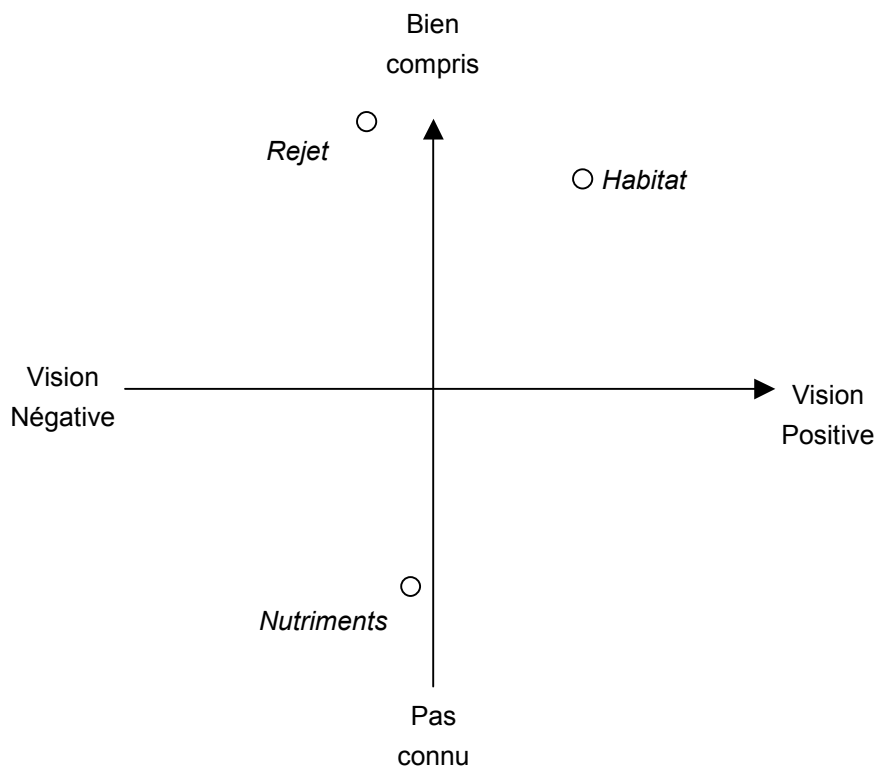 Bien
compris
Rejet
Habitat
Vision
Négative
Vision
Positive
Nutriments
Pas
connu